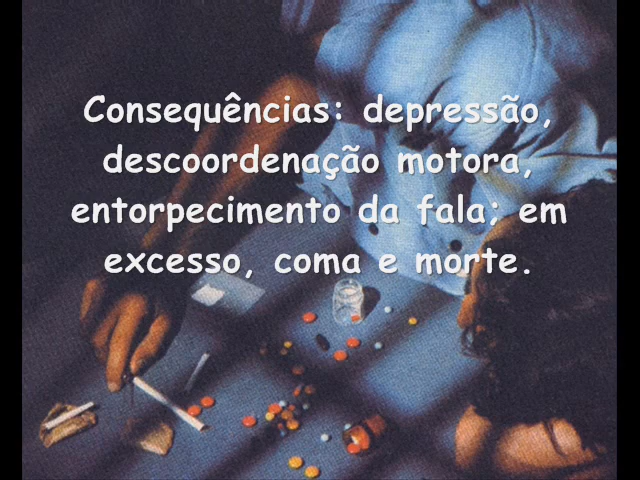 Consequências: depressão,
descoordenação motora,
entorpecimento da fala; em
excesso, coma e morte.